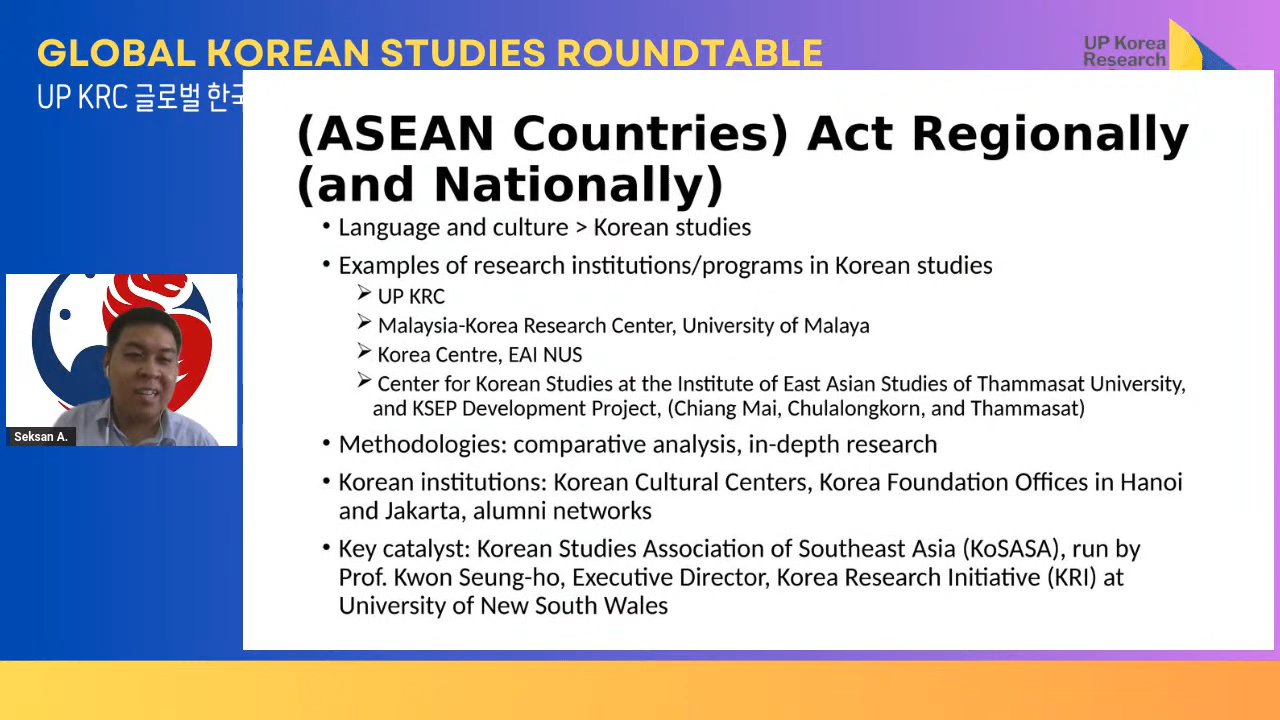 GLOBAL KOREAN STUDIES ROUNDTABLE
UP KRC 글로벌 한국
UP Korea
Research
(ASEAN Countries) Act Regionally
(and Nationally)
• Language and culture > Korean studies
• Examples of research institutions/programs in Korean studies
➢ UP KRC
➢ Malaysia-Korea Research Center, University of Malaya
➢ Korea Centre, EAI NUS
➢ Center for Korean Studies at the Institute of East Asian Studies of Thammasat University,
and KSEP Development Project, (Chiang Mai, Chulalongkorn, and Thammasat)
• Methodologies: comparative analysis, in-depth research
• Korean institutions: Korean Cultural Centers, Korea Foundation Offices in Hanoi
and Jakarta, alumni networks
• Key catalyst: Korean Studies Association of Southeast Asia (KoSASA), run by
Prof. Kwon Seung-ho, Executive Director, Korea Research Initiative (KRI) at
University of New South Wales
Seksan A.